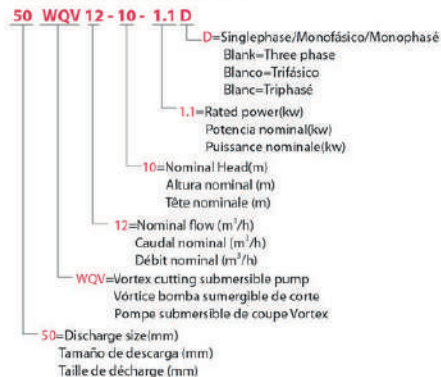 50 WQV 12 - 10 - 1.1 D
D=Singlephase/Monofásico/Monophasé
Blank=Three phase
Blanco=Trifásico
Blanc=Triphasé
1.1=Rated power(kw)
Potencia nominal(kw)
Puissance nominale(kw)
10=Nominal Head(m)
Altura nominal (m)
Tête nominale (m)
12=Nominal flow (m³/h)
Caudal nominal (m³/h)
Débit nominal (m³/h)
WQV=Vortex cutting submersible pump
Vórtice bomba sumergible de corte
Pompe submersible de coupe Vortex
50=Discharge size(mm)
Tamaño de descarga (mm)
Taille de décharge (mm)